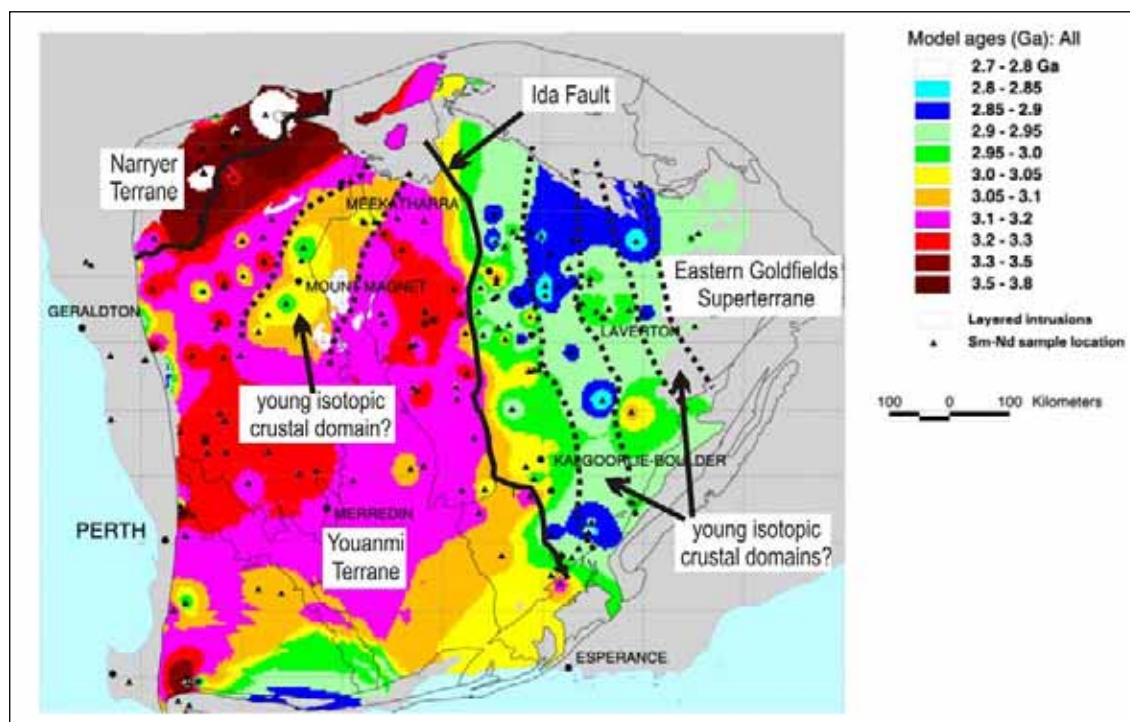 Model ages (Ga): All
2.7 - 2.8 Ga
2.8 - 2.85
2.85 - 2.9
2.9 - 2.95
2.95 - 3.0
3.0 - 3.05
3.05 - 3.1
3.1 - 3.2
3.2 - 3.3
3.3 - 3.5
3.5 - 3.8
Layered intrusions
Sm-Nd sample location
100 0 100 Kilometers
Ida Fault
Narryer
Terrane
MEEKATHARRA
Eastern Goldfields
Superterrane
MOUNT MAGNET
GERALDTON
LAVERTON
young isotopic
crustal domain?
KALGOORLIE-BOULDER
PERTH
MERREDIN
Youanmi
Terrane
young isotopic
crustal domains?
ESPERANCE